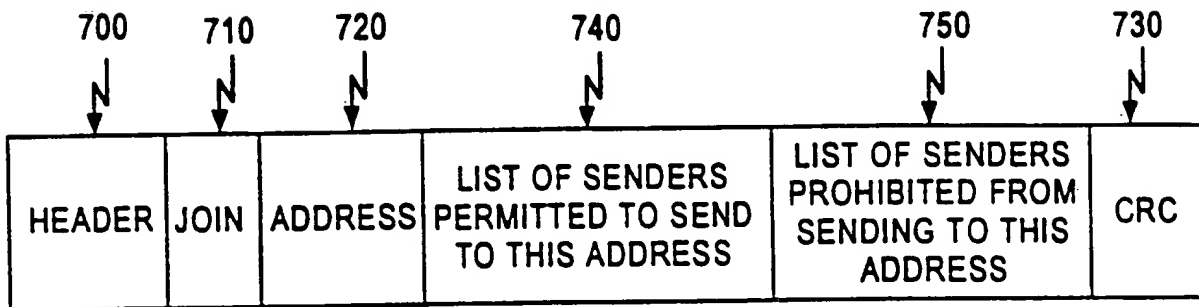 700 710 720 740 750 730
HEADER
JOIN
ADDRESS
LIST OF SENDERS
PERMITTED TO SEND
TO THIS ADDRESS
LIST OF SENDERS
PROHIBITED FROM
SENDING TO THIS
ADDRESS
CRC